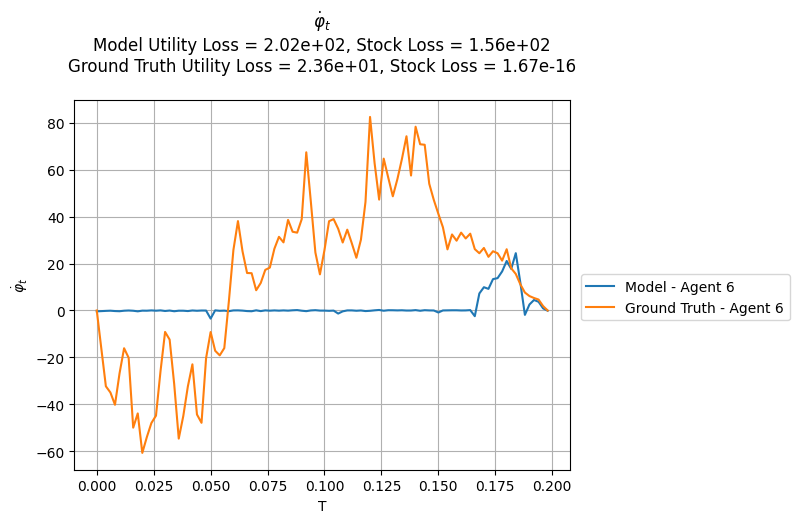 φ̇_t
Model Utility Loss = 2.02e+02, Stock Loss = 1.56e+02
Ground Truth Utility Loss = 2.36e+01, Stock Loss = 1.67e-16
80
60
40
20
0
−20
−40
−60
φ̇_t
0.000 0.025 0.050 0.075 0.100 0.125 0.150 0.175 0.200
T
Model - Agent 6
Ground Truth - Agent 6